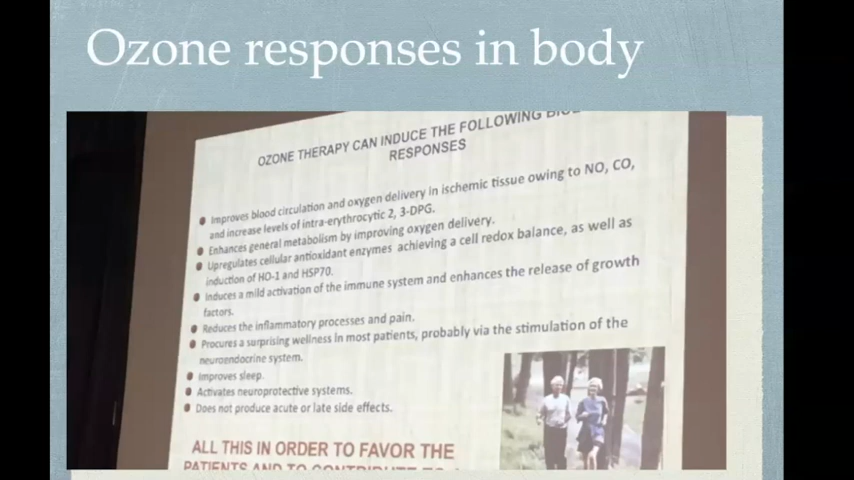 Ozone responses in body
OZONE THERAPY CAN INDUCE THE FOLLOWING
RESPONSES
● Improves blood circulation and oxygen delivery in ischemic tissue owing to NO, CO,
and increase levels of intra-erythrocytic 2, 3-DPG.
● Enhances general metabolism by improving oxygen delivery.
● Upregulates cellular antioxidant enzymes achieving a cell redox balance, as well as
induction of HO-1 and HSP70.
● Induces a mild activation of the immune system and enhances the release of growth
factors.
● Reduces the inflammatory processes and pain.
● Procures a surprising wellness in most patients, probably via the stimulation of the
neuroendocrine system.
● Improves sleep.
● Activates neuroprotective systems.
● Does not produce acute or late side effects.
ALL THIS IN ORDER TO FAVOR THE
PATIENTS AND TO CONTRIBUTE TO